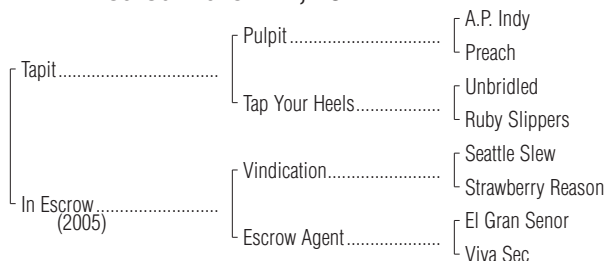 A.P. Indy
Pulpit
Preach
Tapit
Unbridled
Tap Your Heels
Ruby Slippers
Seattle Slew
Vindication
Strawberry Reason
In Escrow
(2005)
El Gran Senor
Escrow Agent
Viva Sec